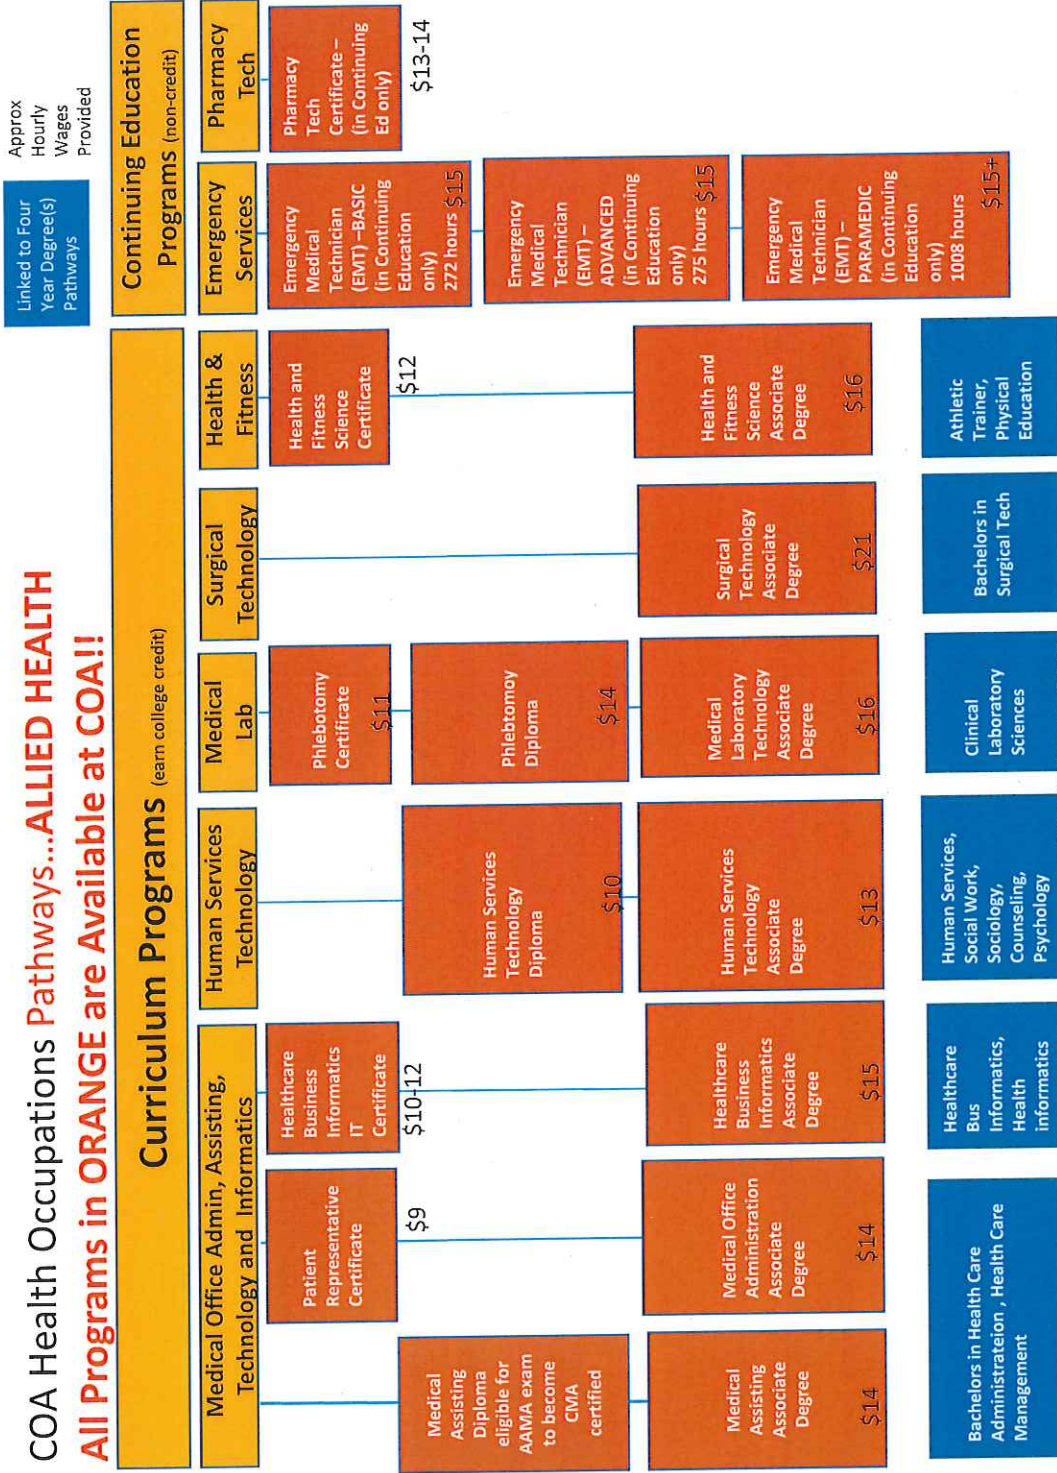 COA Health Occupations Pathways...ALLIED HEALTH
All Programs in ORANGE are Available at COA!!
Linked to Four
Year Degree(s)
Pathways
Approx
Hourly
Wages
Provided
Curriculum Programs (earn college credit)
Continuing Education
Programs (non-credit)
Medical Office Admin, Assisting,
Technology and Informatics
Human Services
Technology
Medical
Lab
Surgical
Technology
Health &
Fitness
Emergency
Services
Pharmacy
Tech
Medical
Assisting
Diploma
eligible for
AAMA exam
to become
CMA
certified
Medical
Assisting
Associate
Degree
$14
Patient
Representative
Certificate
$9
Medical Office
Administration
Associate
Degree
$14
Healthcare
Business
Informatics
IT
Certificate
$10-12
Healthcare
Business
Informatics
Associate
Degree
$15
Human Services
Technology
Diploma
$10
Human Services
Technology
Associate
Degree
$13
Phlebotomy
Certificate
$11
Phlebtomoy
Diploma
$14
Medical
Laboratory
Technology
Associate
Degree
$16
Surgical
Technology
Associate
Degree
$21
Health and
Fitness
Science
Certificate
$12
Health and
Fitness
Science
Associate
Degree
$16
Emergency
Medical
Technician
(EMT) –BASIC
(in Continuing
Education
only)
272 hours $15
Emergency
Medical
Technician
(EMT) –
ADVANCED
(in Continuing
Education
only)
275 hours $15
Emergency
Medical
Technician
(EMT) –
PARAMEDIC
(in Continuing
Education
only)
1008 hours
$15+
Pharmacy
Tech
Certificate –
(in Continuing
Ed only)
$13-14
Bachelors in Health Care
Administrateion , Health Care
Management
Healthcare
Bus
Informatics,
Health
informatics
Human Services,
Social Work,
Sociology,
Counseling,
Psychology
Clinical
Laboratory
Sciences
Bachelors in
Surgical Tech
Athletic
Trainer,
Physical
Education